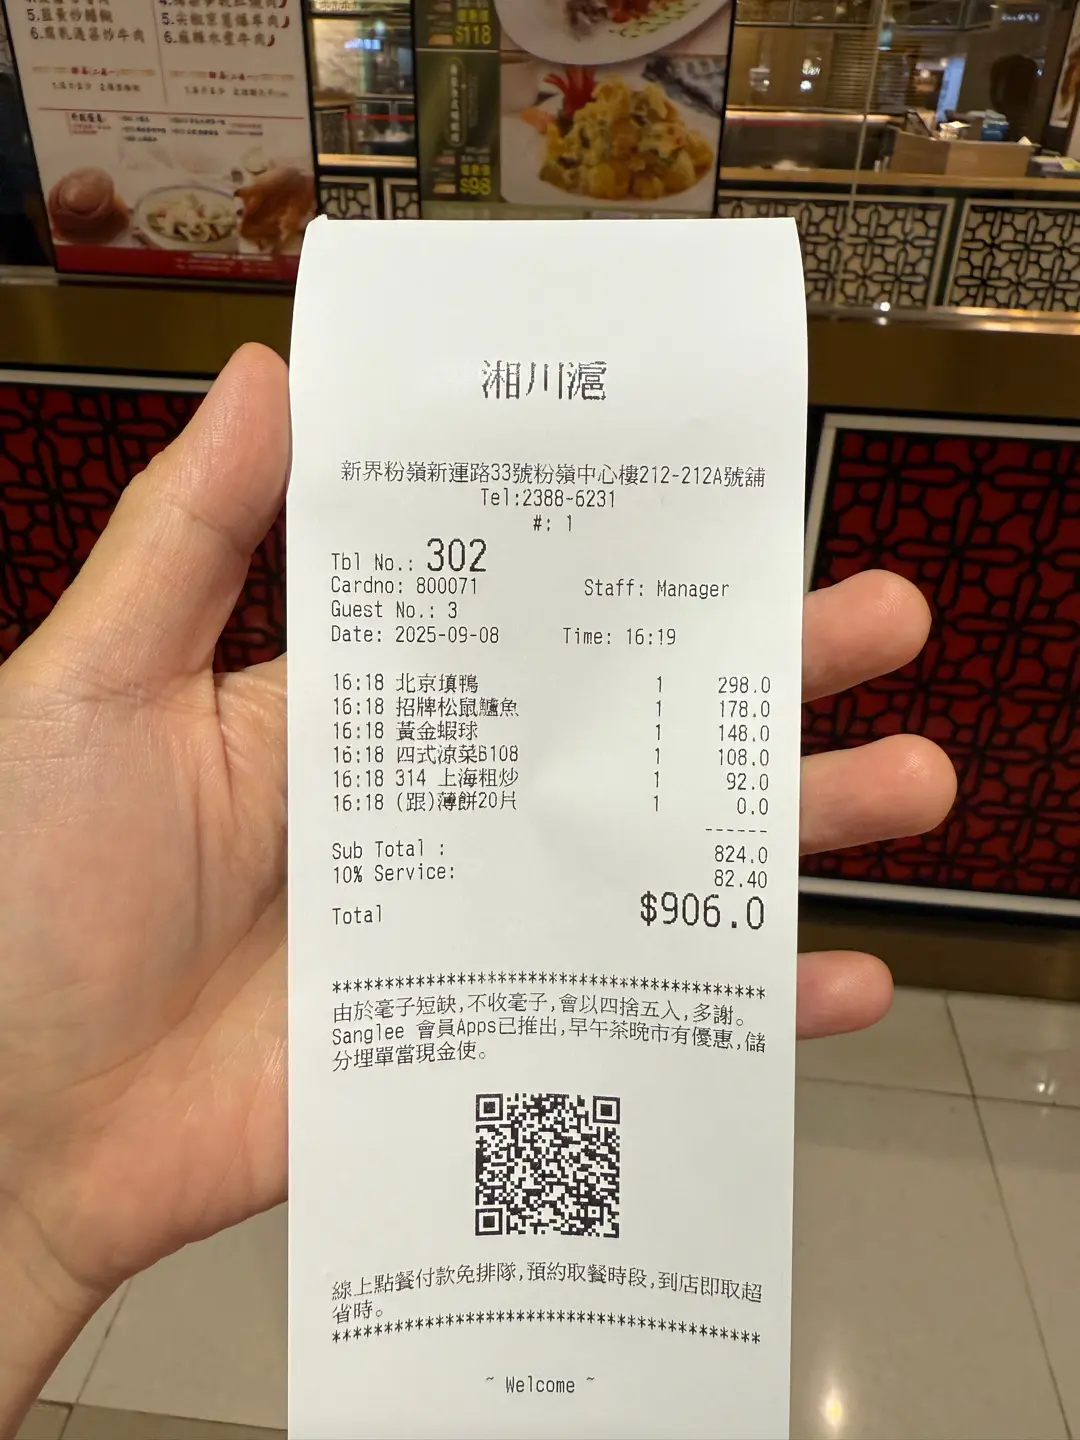 5.
6.
5.
6.
$118
$98
湘川滬
新界粉嶺新運路33號粉嶺中心樓212-212A號舖
Tel:2388-6231
#: 1
Tbl No.: 302
Cardno: 800071 Staff: Manager
Guest No.: 3
Date: 2025-09-08 Time: 16:19
16:18 北京填鴨 1 298.0
16:18 招牌松鼠鱸魚 1 178.0
16:18 黃金蝦球 1 148.0
16:18 四式涼菜B108 1 108.0
16:18 314 上海粗炒 1 92.0
16:18 (跟)薄餅20片 1 0.0
------
Sub Total : 824.0
10% Service: 82.40
Total $906.0
*****************************************
由於毫子短缺,不收毫子,會以四捨五入,多謝。
Sanglee 會員Apps已推出,早午茶晚市有優惠,儲
分埋單當現金使。
線上點餐付款免排隊,預約取餐時段,到店即取超
省時。
*****************************************
~ Welcome ~